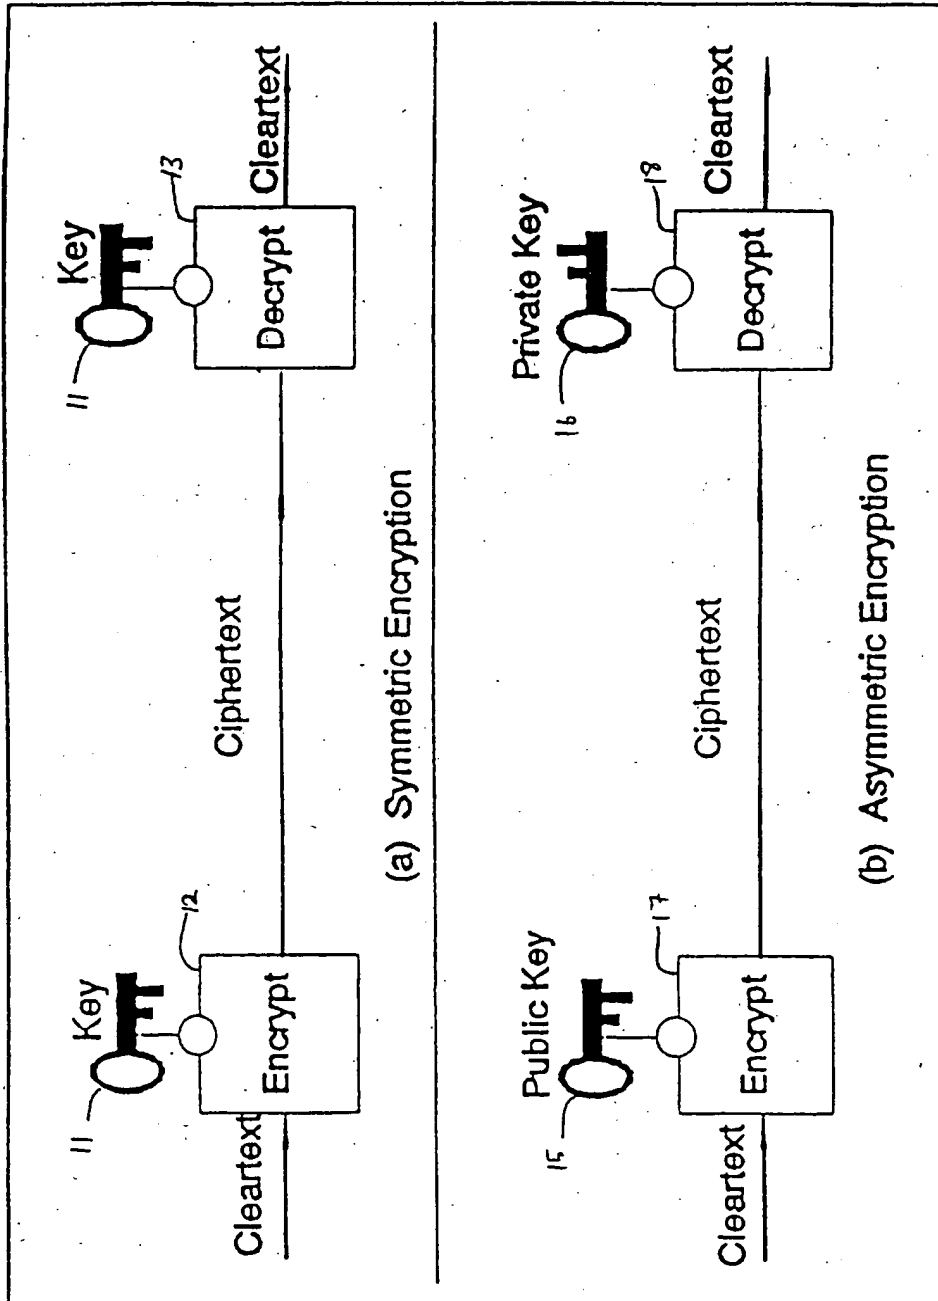 Key
11
12
Cleartext
Encrypt
Ciphertext
Key
11
13
Decrypt
Cleartext
(a) Symmetric Encryption
Public Key
15
17
Cleartext
Encrypt
Ciphertext
Private Key
16
18
Decrypt
Cleartext
(b) Asymmetric Encryption